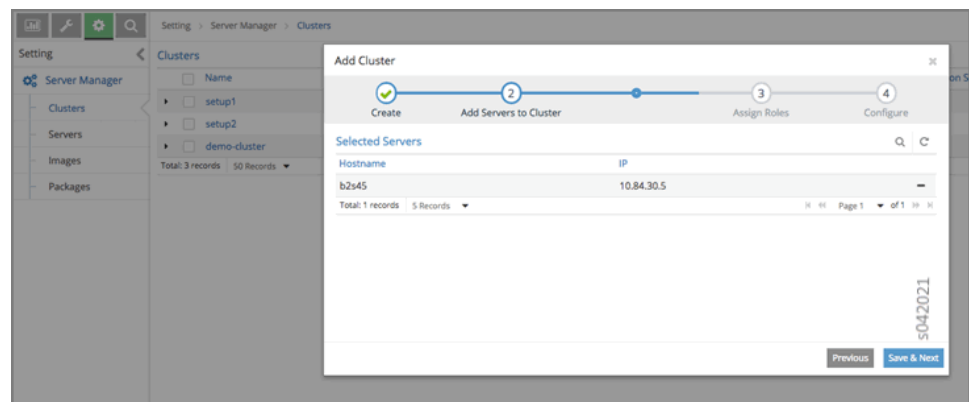 Setting > Server Manager > Clusters
Setting
Server Manager
Clusters
Servers
Images
Packages
Clusters
Name
on S
setup1
setup2
demo-cluster
Total: 3 records 50 Records
Add Cluster
2
3
4
Create
Add Servers to Cluster
Assign Roles
Configure
Selected Servers
Hostname IP
b2s45 10.84.30.5
Total: 1 records 5 Records Page 1 of 1
s042021
Previous Save & Next